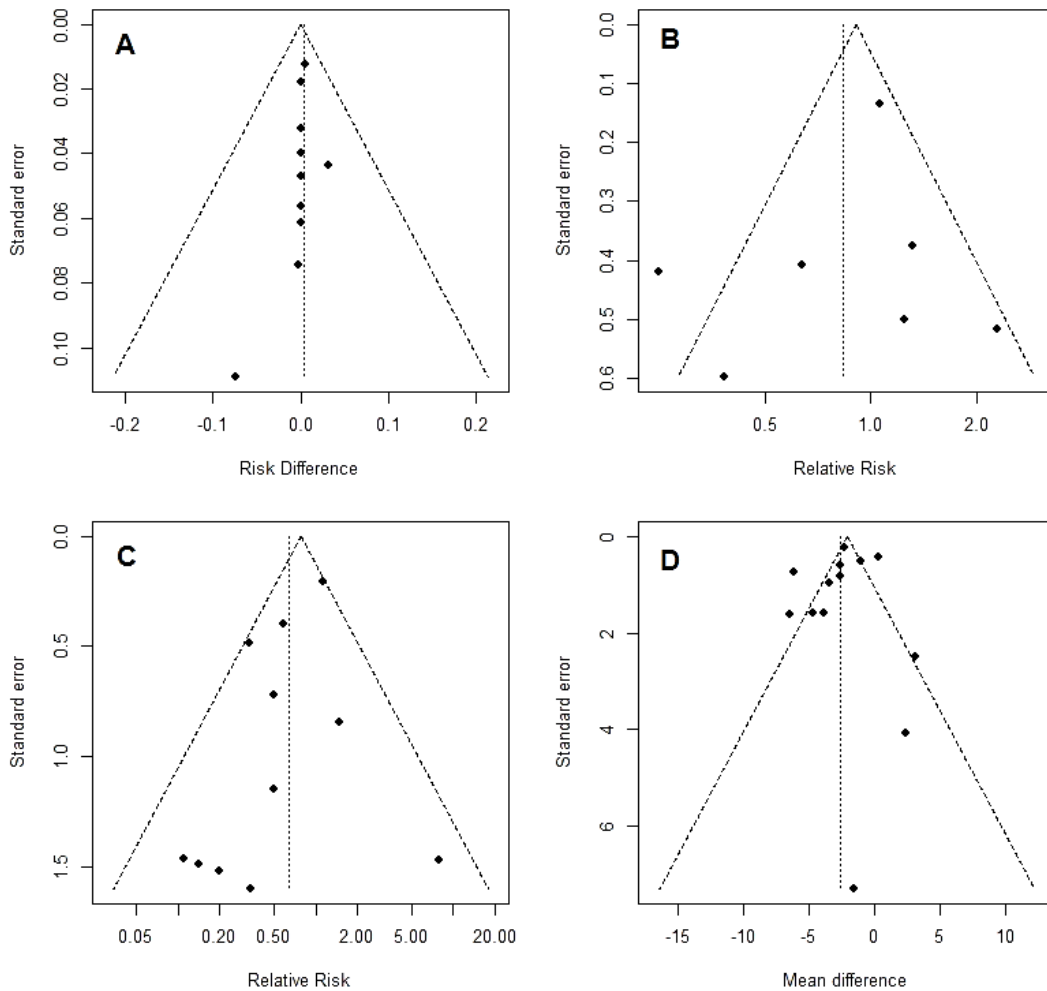 A
Standard error
0.00
0.02
0.04
0.06
0.08
0.10
-0.2 -0.1 0.0 0.1 0.2
Risk Difference
B
Standard error
0.0
0.1
0.2
0.3
0.4
0.5
0.6
0.5 1.0 2.0
Relative Risk
C
Standard error
0.0
0.5
1.0
1.5
0.05 0.20 0.50 2.00 5.00 20.00
Relative Risk
D
Standard error
0
2
4
6
-15 -10 -5 0 5 10
Mean difference